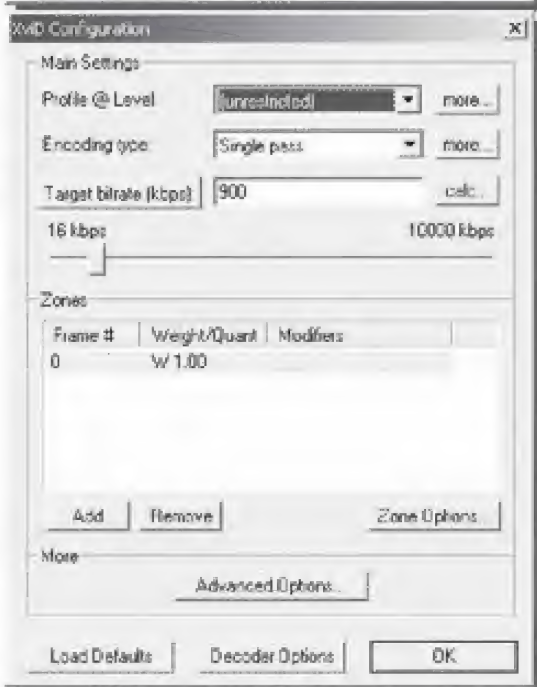 XviD Configuration
Main Settings
Profile @ Level (unrestricted) more...
Encoding type: Single pass more...
Target bitrate (kbps): 900 calc...
16 kbps 10000 kbps
Zones
Frame # Weight/Quant Modifiers
0 W 1.00
Add Remove Zone Options...
More
Advanced Options...
Load Defaults Decoder Options OK